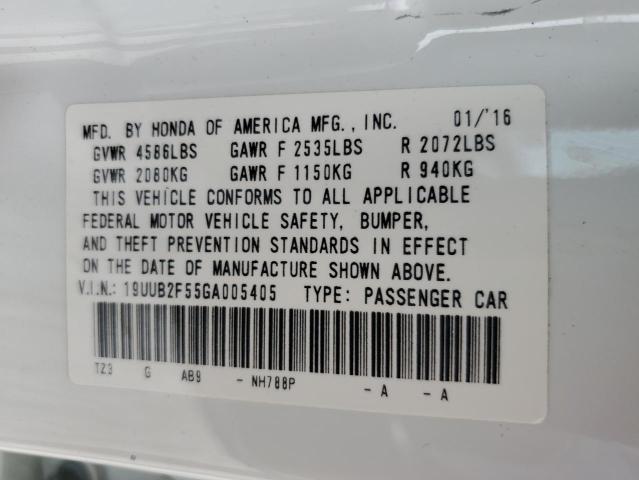 MFD. BY HONDA OF AMERICA MFG., INC. 01/'16
GVWR 4586LBS GAWR F 2535LBS R 2072LBS
GVWR 2080KG GAWR F 1150KG R 940KG
THIS VEHICLE CONFORMS TO ALL APPLICABLE
FEDERAL MOTOR VEHICLE SAFETY, BUMPER,
AND THEFT PREVENTION STANDARDS IN EFFECT
ON THE DATE OF MANUFACTURE SHOWN ABOVE.
V.I.N.: 19UUB2F55GA005405 TYPE: PASSENGER CAR
TZ3 G AB9 - NH788P - A - A